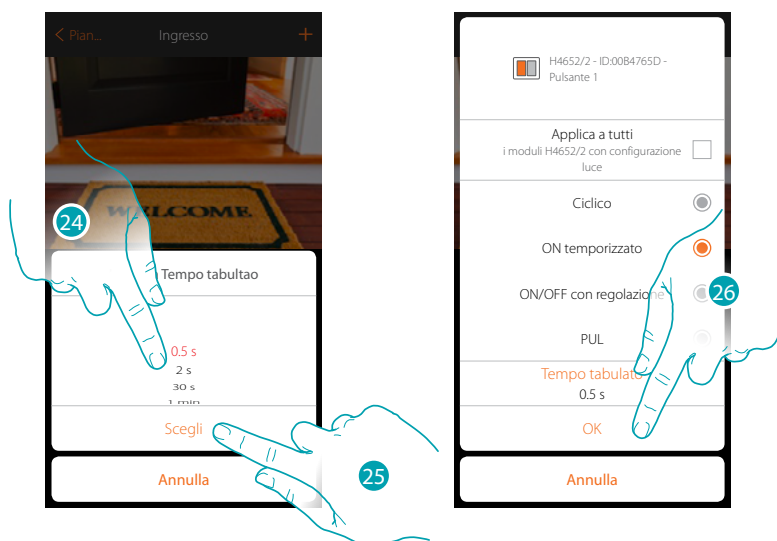 Pian...
Ingresso
+
WELCOME
24
Tempo tabultao
0.5 s
2 s
30 s
1 min
Scegli
25
Annulla
H4652/2 - ID:00B4765D -
Pulsante 1
Applica a tutti
i moduli H4652/2 con configurazione
luce
Ciclico
ON temporizzato
ON/OFF con regolazione
26
PUL
Tempo tabulato
0.5 s
OK
Annulla